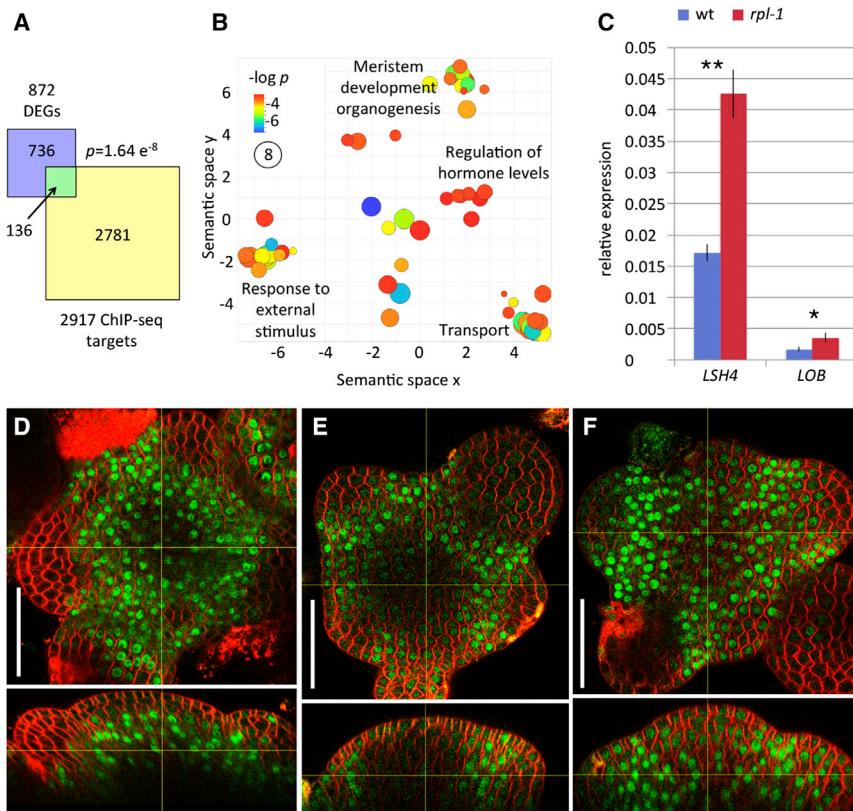 A
872
DEGs
736
p=1.64 e-8
136
2781
2917 ChIP-seq
targets
B
-log p
-4
-6
8
Meristem
development
organogenesis
Regulation of
hormone levels
Response to
external
stimulus
Transport
Semantic space y
6
4
2
0
-2
-4
-6
-4
-2
0
2
4
Semantic space x
C
wt
rpl-1
relative expression
0.05
0.045
0.04
0.035
0.03
0.025
0.02
0.015
0.01
0.005
0
**
*
LSH4
LOB
D
E
F